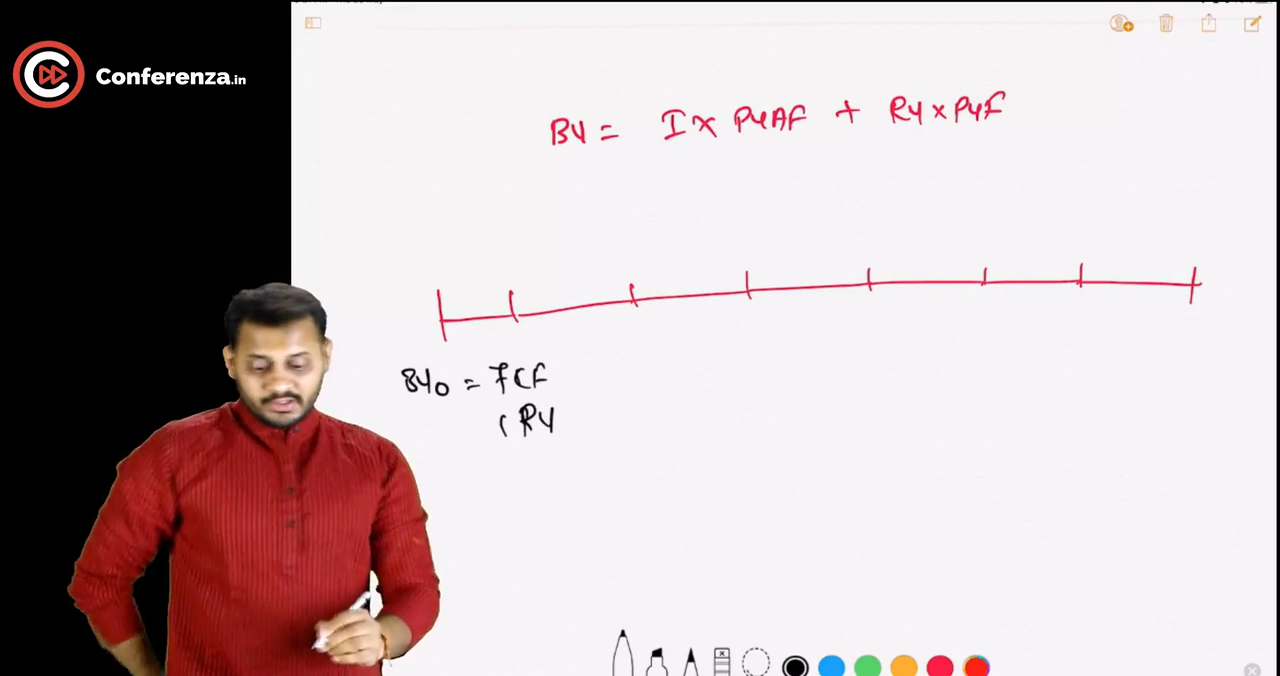 Conferenza.in
BV = I x PVAF + RV x PVF
BV0 = FCF
( RV